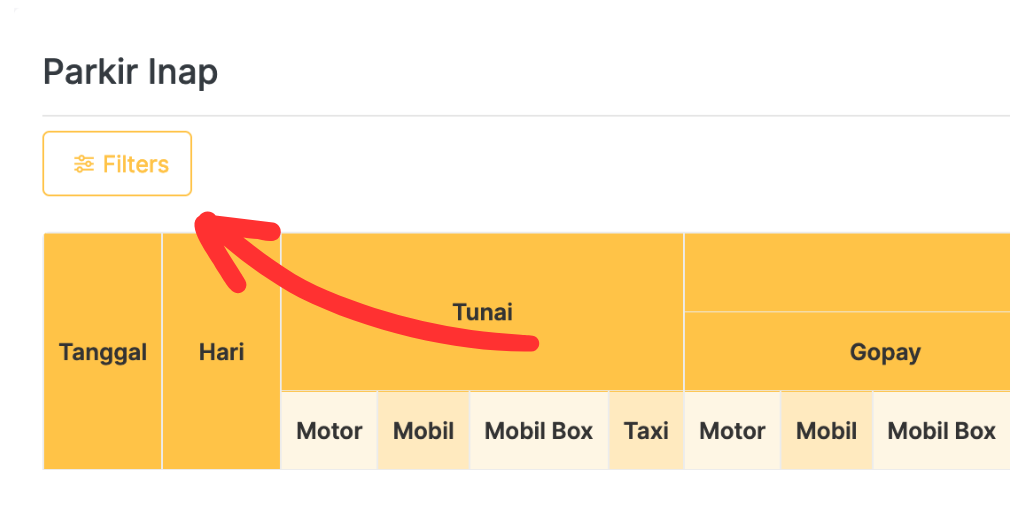 Parkir Inap
Filters
Tunai
Tanggal Hari Gopay
Motor Mobil Mobil Box Taxi Motor Mobil Mobil Box